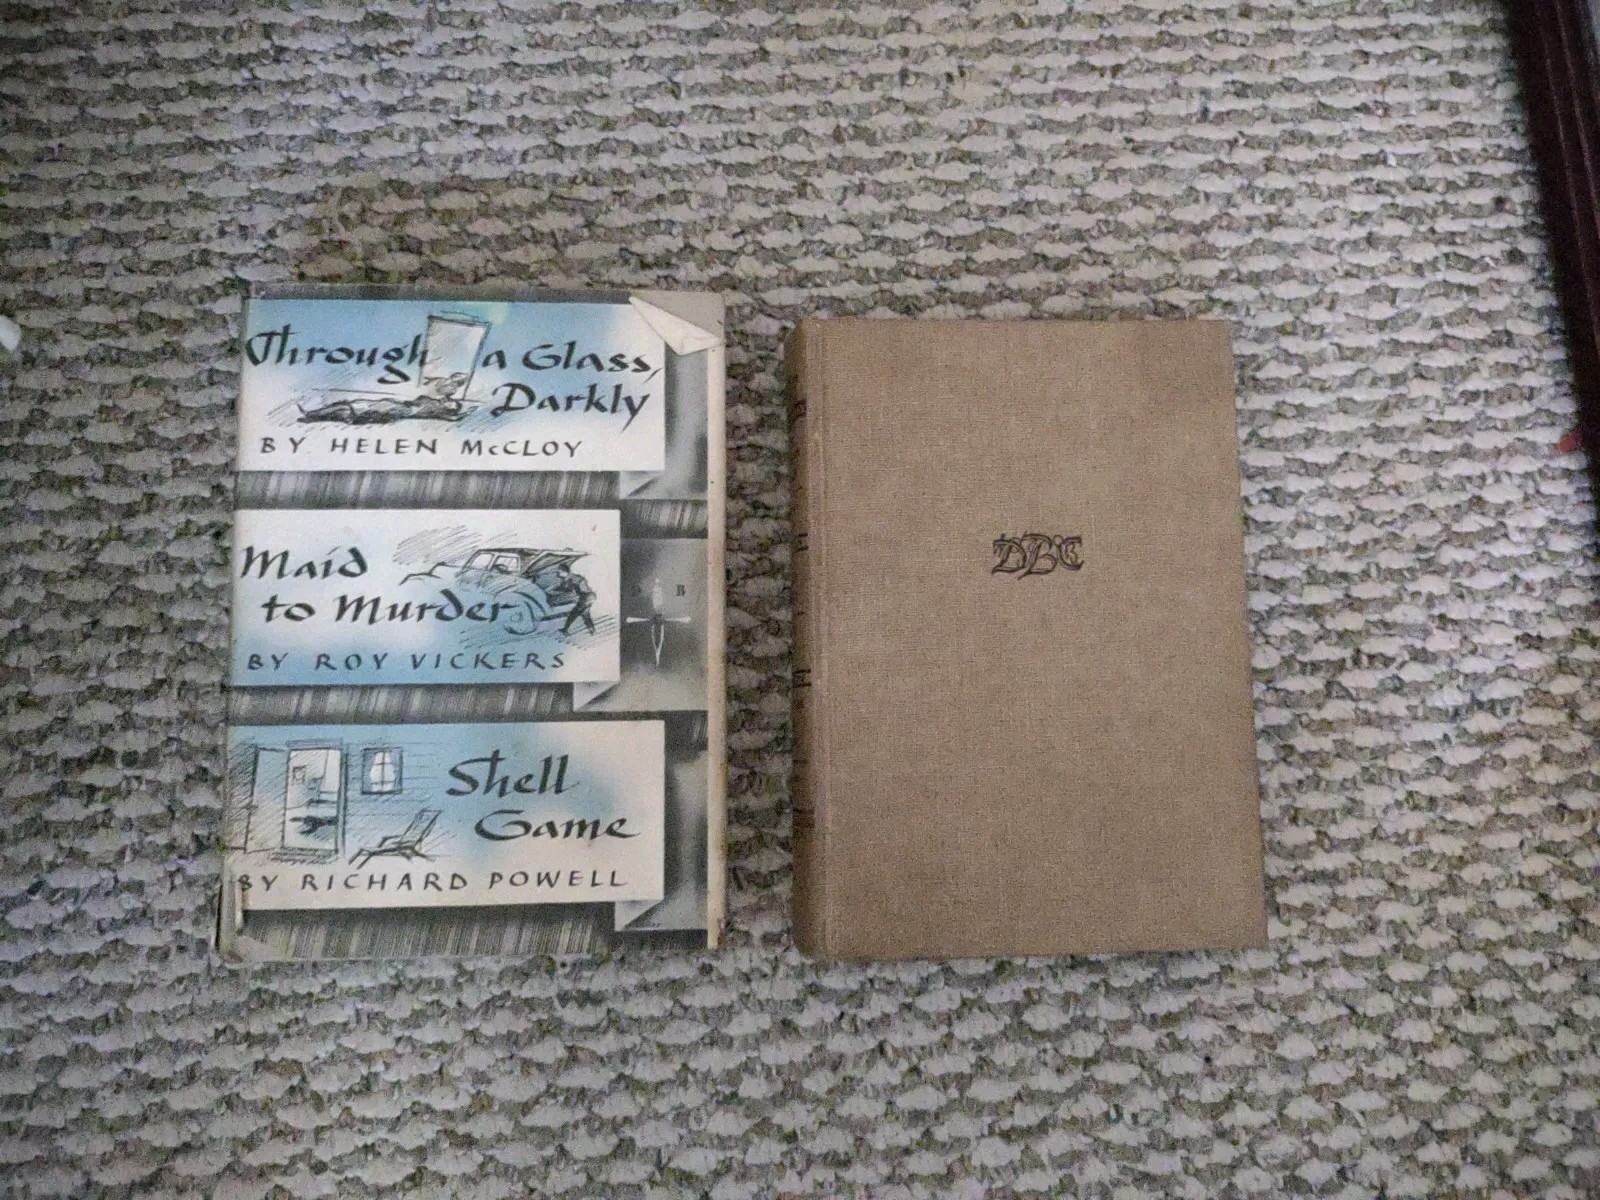 Through a Glass,
Darkly
BY HELEN McCLOY
Maid
to Murder
BY ROY VICKERS
B
Shell
Game
BY RICHARD POWELL
DBC